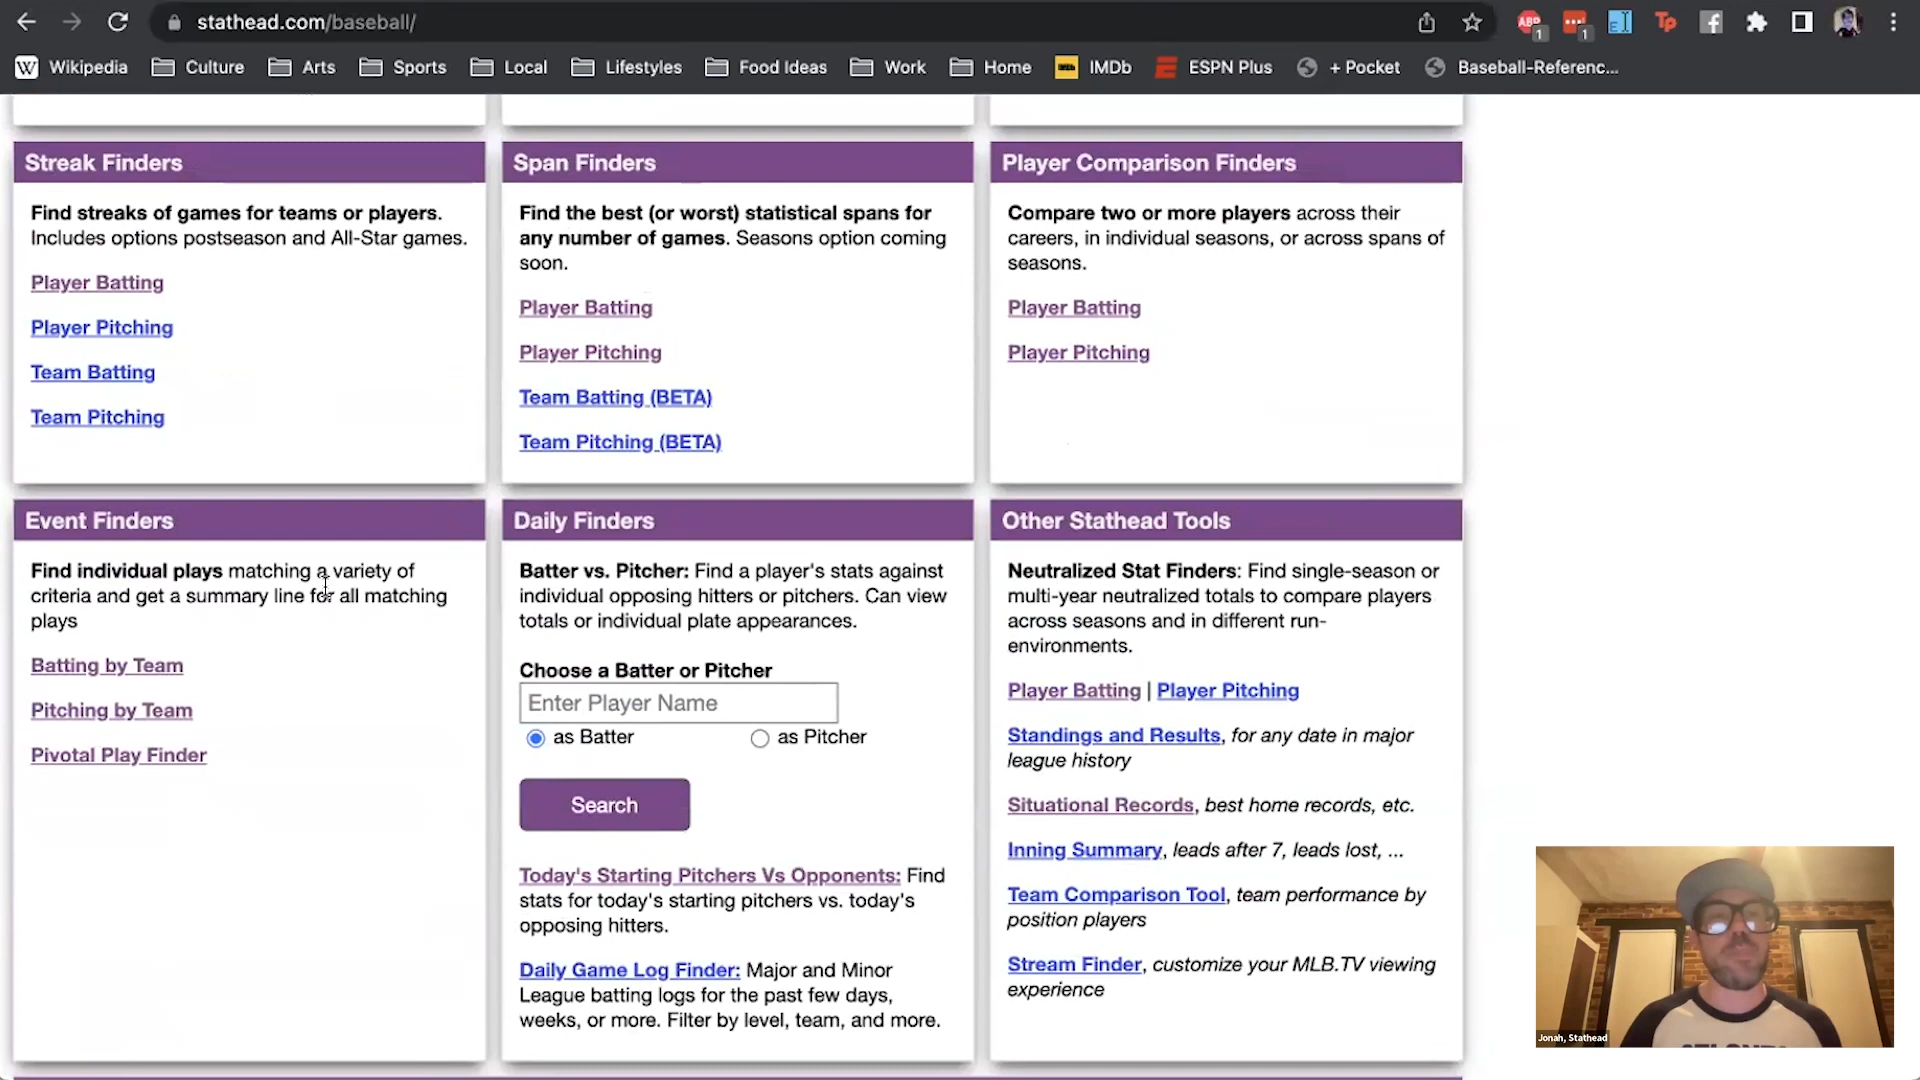 stathead.com/baseball/
ABP
1
1
Tp
W Wikipedia Culture Arts Sports Local Lifestyles Food Ideas Work Home IMDb ESPN Plus + Pocket Baseball-Referenc...
Streak Finders
Find streaks of games for teams or players.
Includes options postseason and All-Star games.
Player Batting
Player Pitching
Team Batting
Team Pitching
Span Finders
Find the best (or worst) statistical spans for
any number of games. Seasons option coming
soon.
Player Batting
Player Pitching
Team Batting (BETA)
Team Pitching (BETA)
Player Comparison Finders
Compare two or more players across their
careers, in individual seasons, or across spans of
seasons.
Player Batting
Player Pitching
Event Finders
Find individual plays matching a variety of
criteria and get a summary line for all matching
plays
Batting by Team
Pitching by Team
Pivotal Play Finder
Daily Finders
Batter vs. Pitcher: Find a player's stats against
individual opposing hitters or pitchers. Can view
totals or individual plate appearances.
Choose a Batter or Pitcher
Enter Player Name
as Batter as Pitcher
Search
Today's Starting Pitchers Vs Opponents: Find
stats for today's starting pitchers vs. today's
opposing hitters.
Daily Game Log Finder: Major and Minor
League batting logs for the past few days,
weeks, or more. Filter by level, team, and more.
Other Stathead Tools
Neutralized Stat Finders: Find single-season or
multi-year neutralized totals to compare players
across seasons and in different run-
environments.
Player Batting | Player Pitching
Standings and Results, for any date in major
league history
Situational Records, best home records, etc.
Inning Summary, leads after 7, leads lost, ...
Team Comparison Tool, team performance by
position players
Stream Finder, customize your MLB.TV viewing
experience
Jonah, Stathead